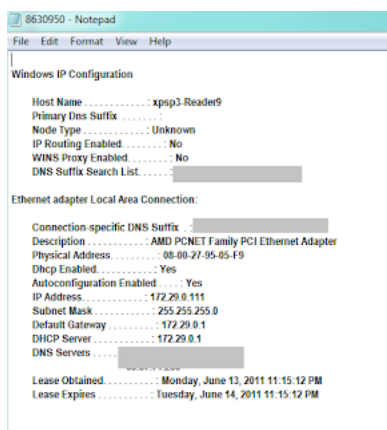 8630950 - Notepad
File Edit Format View Help
Windows IP Configuration
Host Name . . . . . . . . . . . . : xpsp3-Reader9
Primary Dns Suffix . . . . . . . :
Node Type . . . . . . . . . . . . : Unknown
IP Routing Enabled. . . . . . . . : No
WINS Proxy Enabled. . . . . . . . : No
DNS Suffix Search List. . . . . . :
Ethernet adapter Local Area Connection:
Connection-specific DNS Suffix . :
Description . . . . . . . . . . . : AMD PCNET Family PCI Ethernet Adapter
Physical Address. . . . . . . . . : 08-00-27-95-05-F9
Dhcp Enabled. . . . . . . . . . . : Yes
Autoconfiguration Enabled . . . . : Yes
IP Address. . . . . . . . . . . . : 172.29.0.111
Subnet Mask . . . . . . . . . . . : 255.255.255.0
Default Gateway . . . . . . . . . : 172.29.0.1
DHCP Server . . . . . . . . . . . : 172.29.0.1
DNS Servers . . . . .
Lease Obtained. . . . . . . . . . : Monday, June 13, 2011 11:15:12 PM
Lease Expires . . . . . . . . . . : Tuesday, June 14, 2011 11:15:12 PM